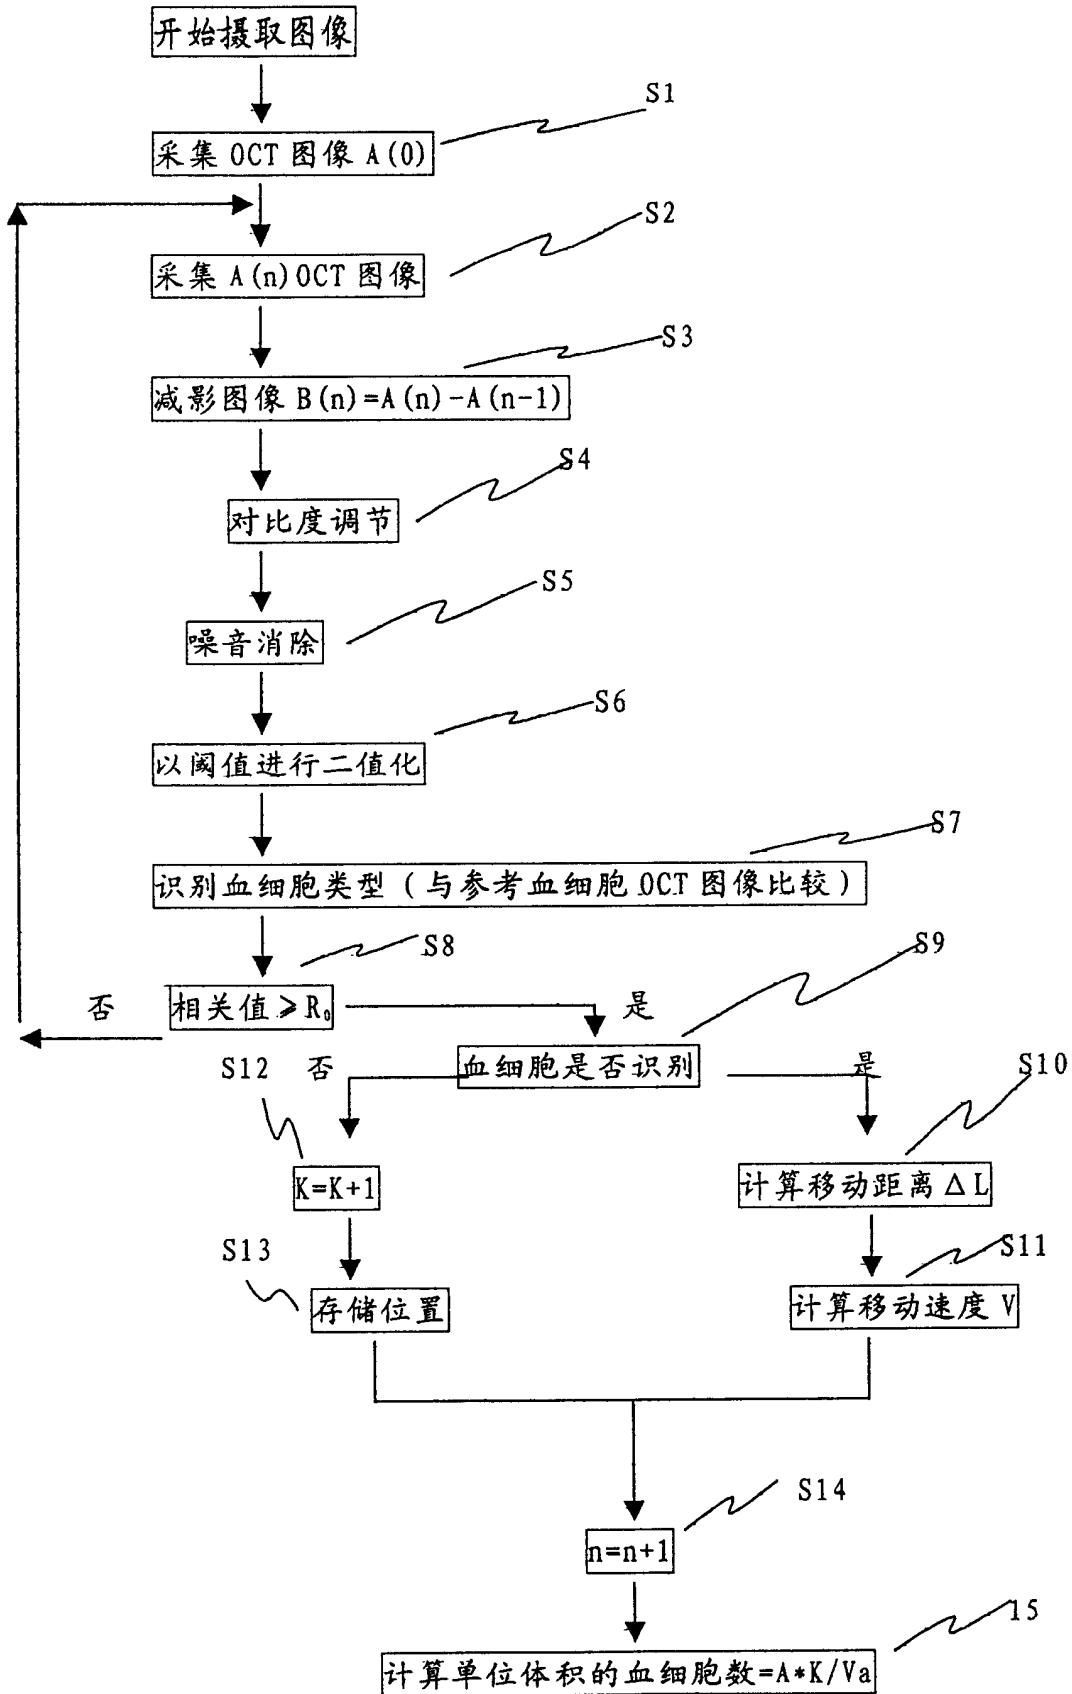 开始摄取图像
S1
采集 OCT 图像 A(0)
S2
采集 A(n)OCT 图像
S3
减影图像 B(n)=A(n)-A(n-1)
S4
对比度调节
S5
噪音消除
S6
以阈值进行二值化
S7
识别血细胞类型（与参考血细胞 OCT 图像比较）
S8
S9
否
相关值≥R₀
是
血细胞是否识别
S12
否
是
S10
K=K+1
计算移动距离ΔL
S13
S11
存储位置
计算移动速度 V
S14
n=n+1
15
计算单位体积的血细胞数=A*K/Va